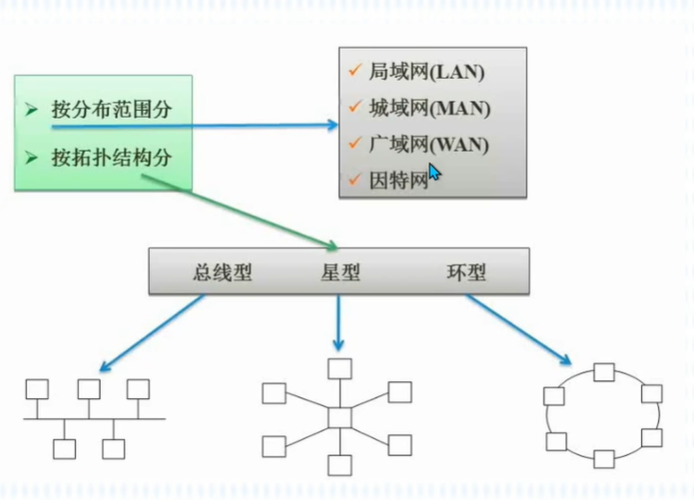 按分布范围分
按拓扑结构分
局域网(LAN)
城域网(MAN)
广域网(WAN)
因特网
总线型 星型 环型